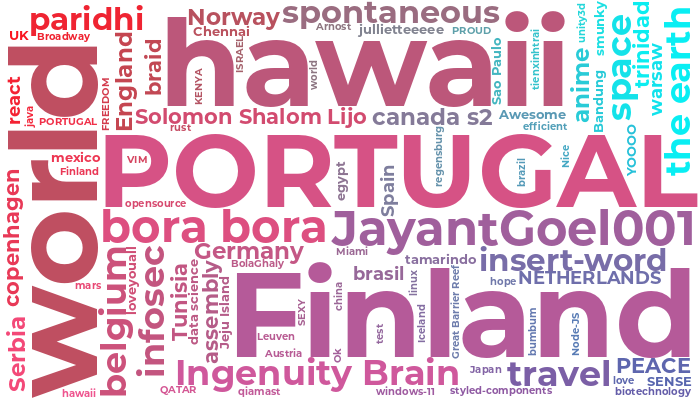 paridhi
Norway
spontaneous
UK
Broadway
Chennai
Arnost
jullietteeeee
PROUD
hawaii
world
England
braid
KENYA
ISRAEL
world
Sao Paulo
tienxinhtrai
unity3d
anime
smunky
Bandung
space
trinidad
warsaw
the earth
react
java
PORTUGAL
FREEDOM
Solomon Shalom Lijo
canada s2
Awesome
efficient
rust
YOOOO
mexico
Finland
VIM
PORTUGAL
opensource
egypt
Spain
regensburg
brazil
Nice
copenhagen
bora bora
JayantGoel001
Germany
Miami
BolaGhaly
tamarindo
insert-word
mars
belgium
loveyouall
infosec
Tunisia
data science
assembly
Jeju Island
brasil
linux
hope
NETHERLANDS
Finland
SEXY
china
test
Iceland
Great Barrier Reef
bumbum
Node-JS
Leuven
Austria
Ok
Serbia
Ingenuity Brain
Japan
travel
PEACE
love
SENSE
hawaii
QATAR
qiamast
windows-11
styled-components
biotechnology